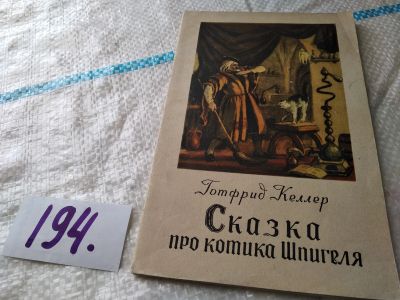 194.
Готфрид Келлер
Сказка
про котика Шпигеля